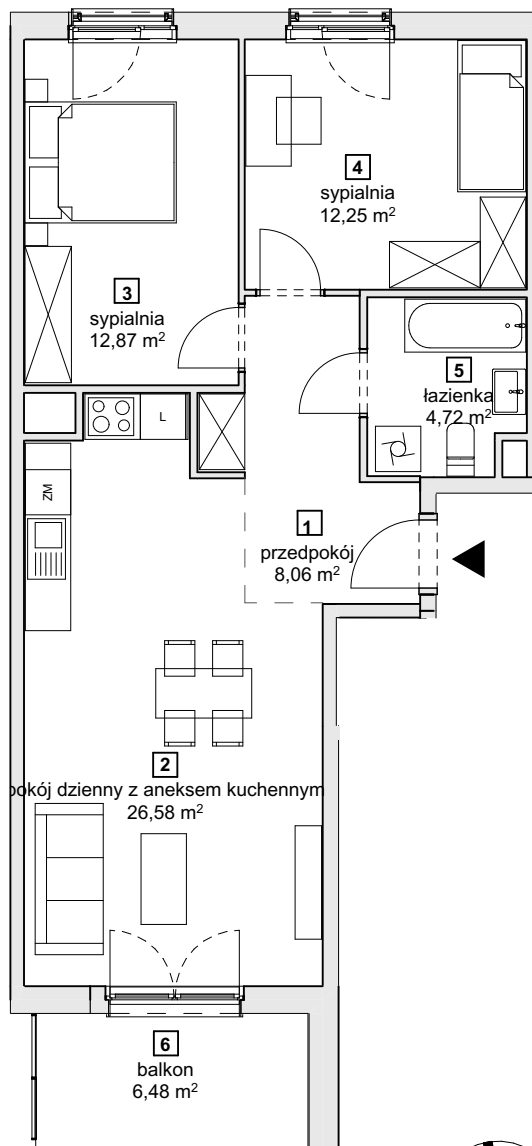 4
sypialnia
12,25 m²
3
sypialnia
12,87 m²
5
łazienka
4,72 m²
L
ZM
1
przedpokój
8,06 m²
2
pokój dzienny z aneksem kuchennym
26,58 m²
6
balkon
6,48 m²